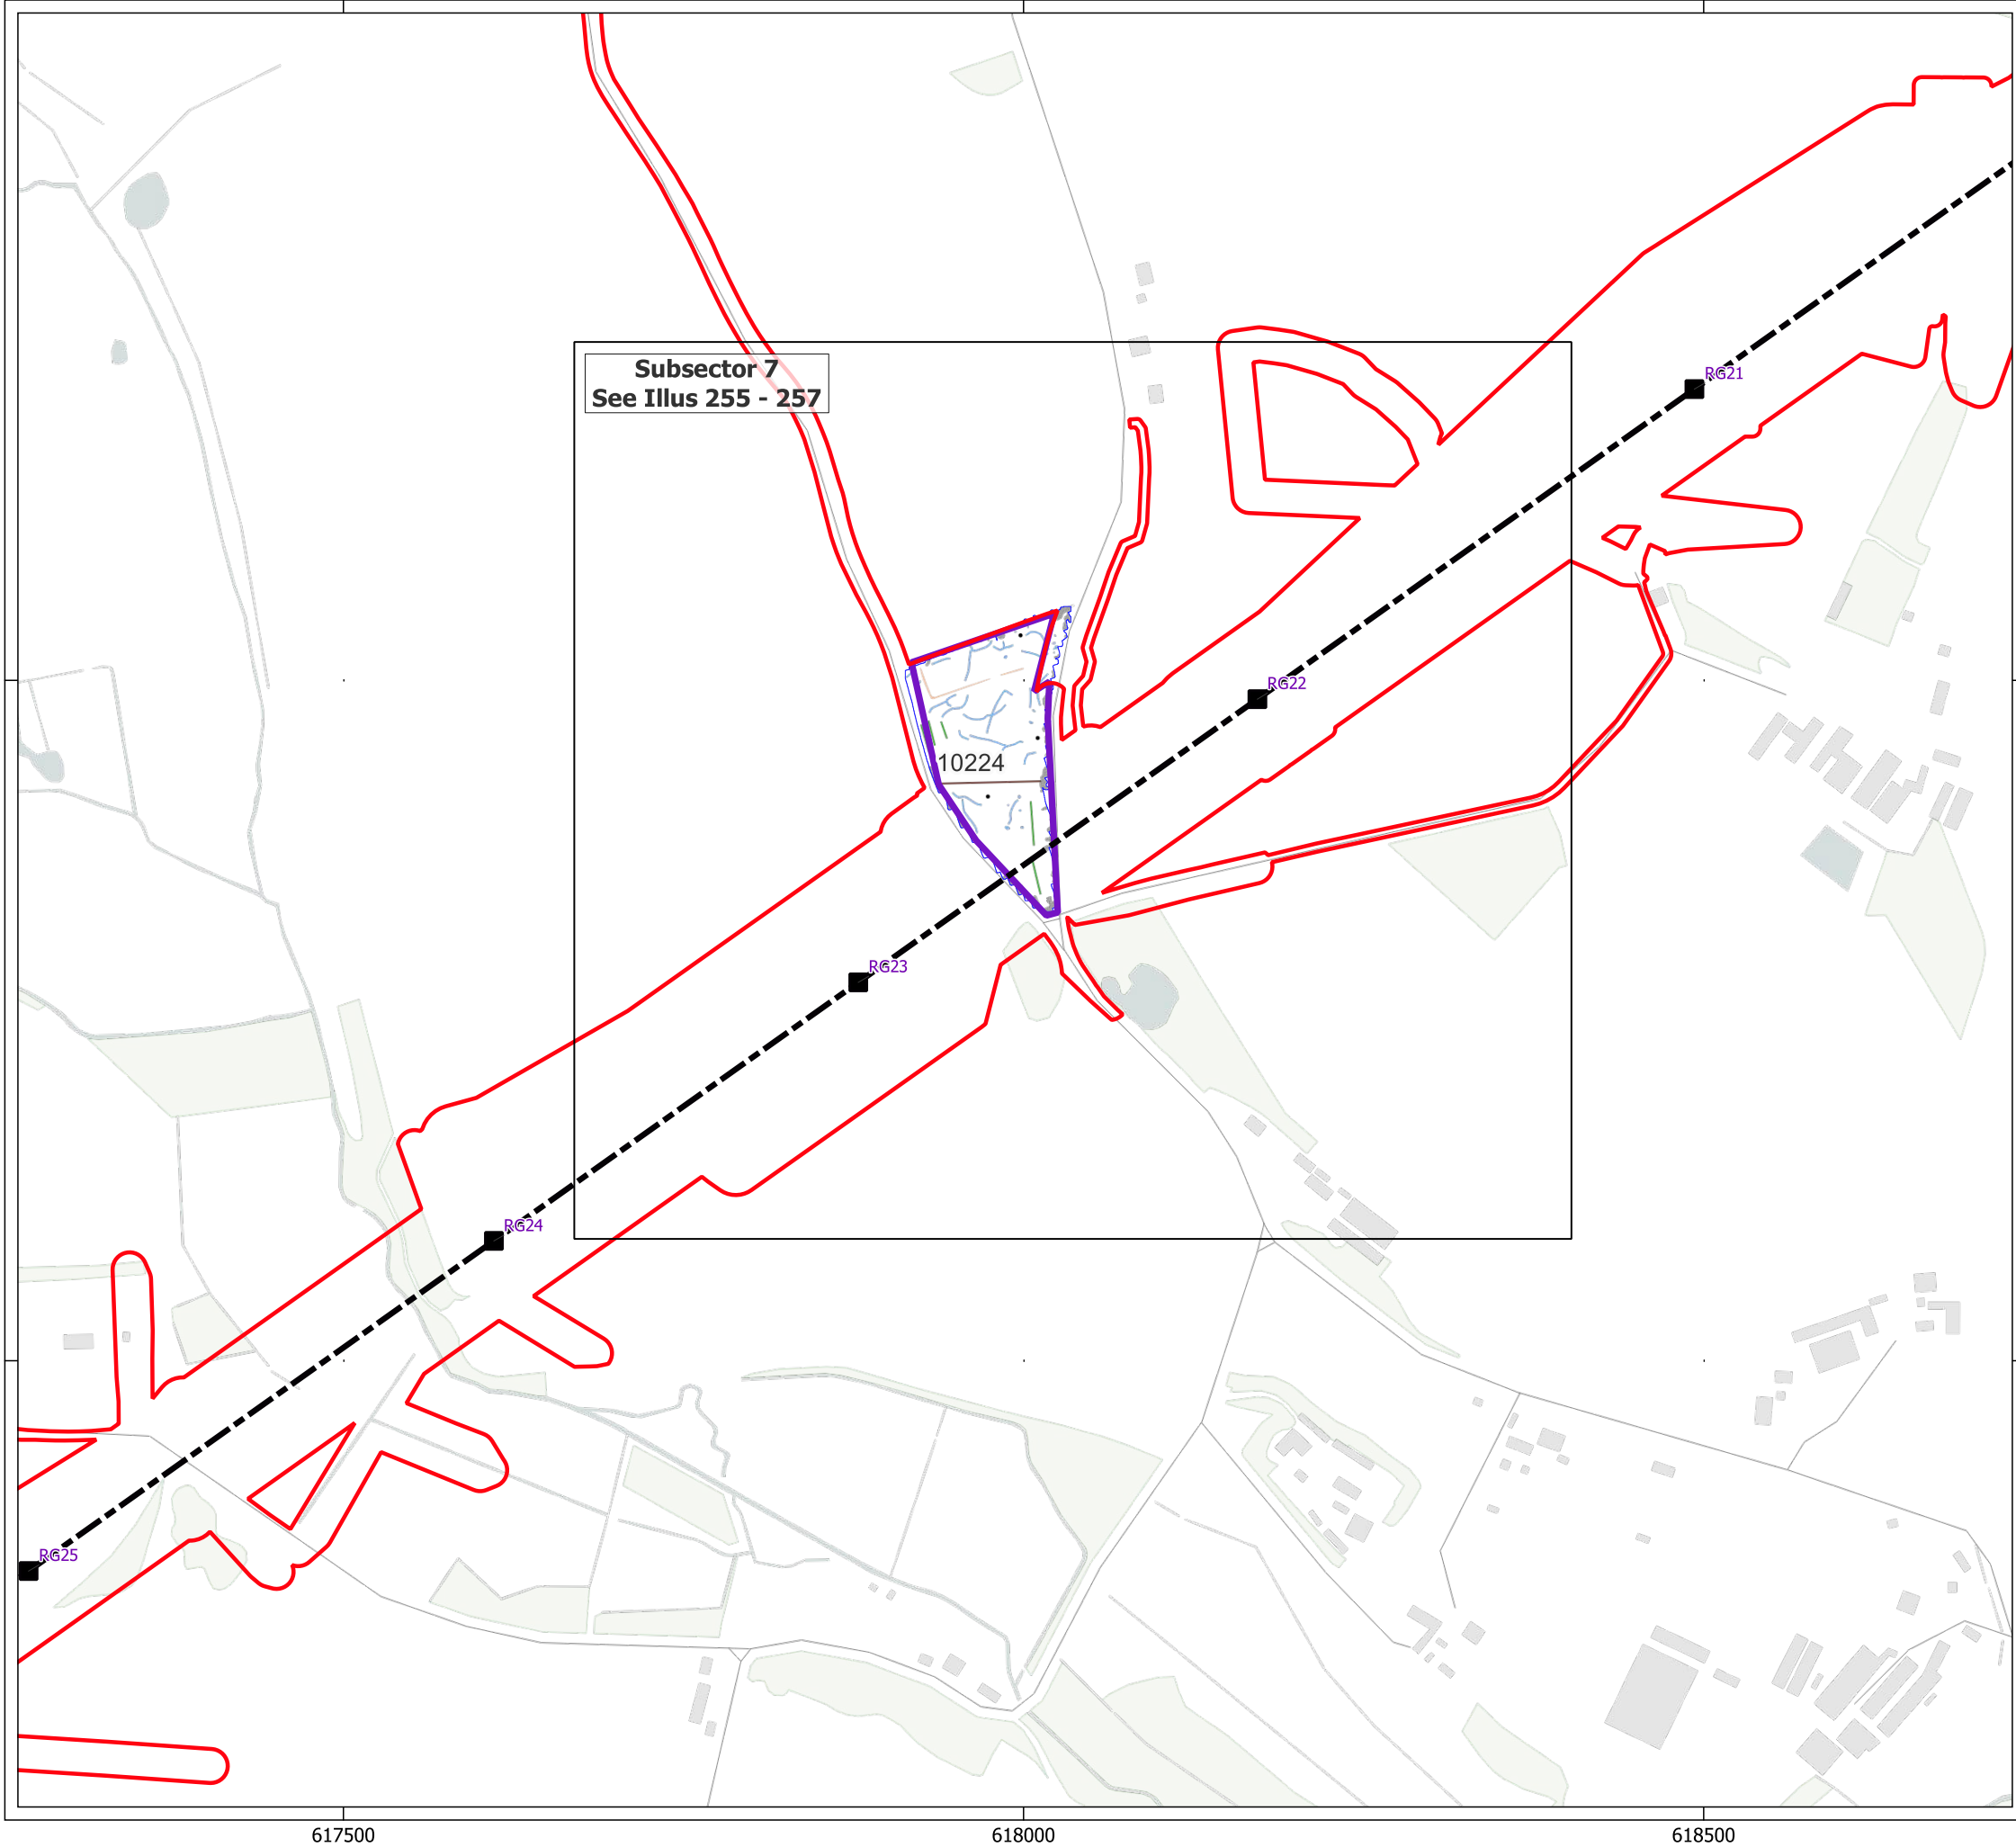 Subsector 7
See Illus 255 - 257
RG21
RG22
10224
RG23
RG24
RG25
617500
618000
618500